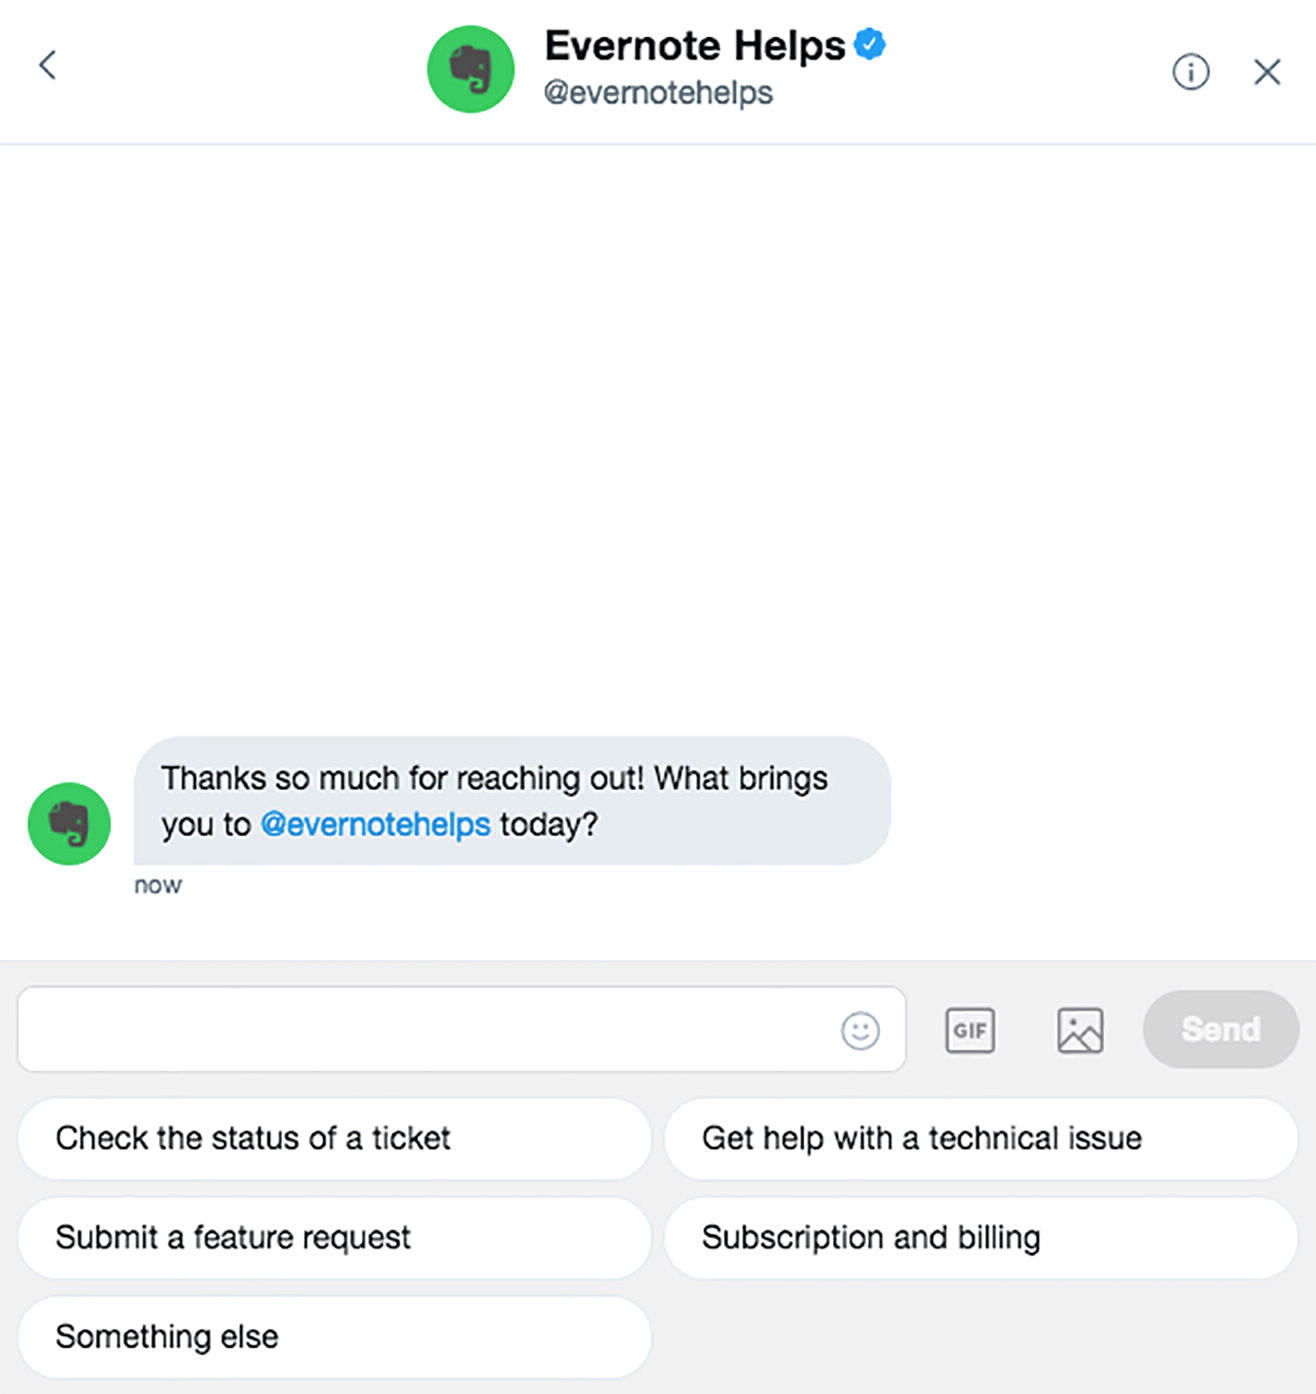 Evernote Helps
@evernotehelps
Thanks so much for reaching out! What brings
you to @evernotehelps today?
now
GIF
Send
Check the status of a ticket
Get help with a technical issue
Submit a feature request
Subscription and billing
Something else